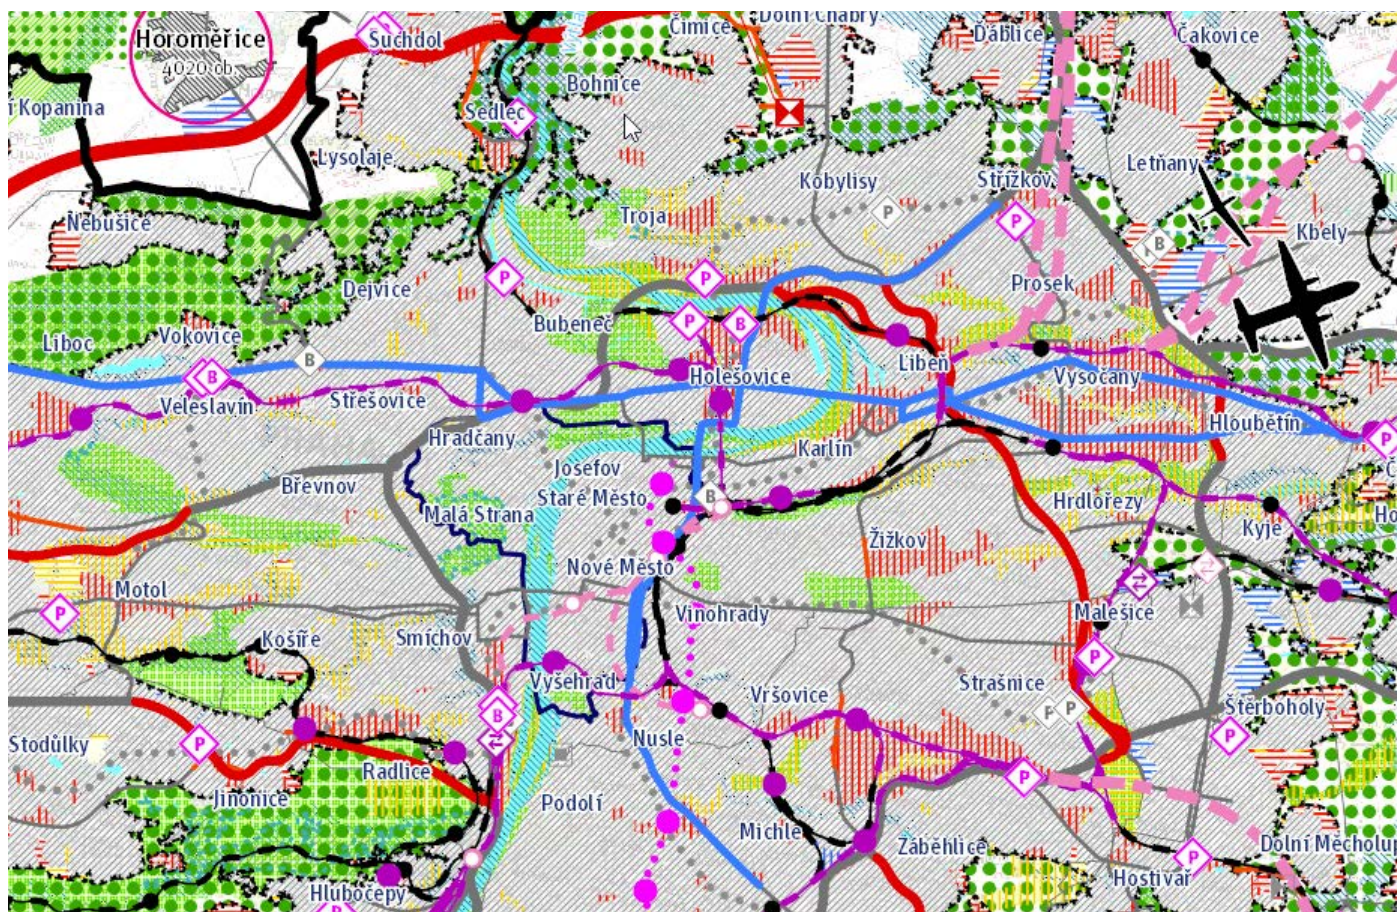 Dolní Chabry
Čimice
Suchdol
Ďáblice
Čakovice
Horoměřice
4020 ob.
Bohnice
í Kopanina
Sedlec
Lysolaje
Letňany
Kobylisy
Střížkov
Nebušice
Troja
Kbely
P
P
B
P
P
Dejvice
Prosek
Bubeneč
P
B
Vokovice
Liboc
B
Libeň
B
Holešovice
Vysočany
Veleslavín
Střešovice
Hloubětín
Hradčany
P
Karlín
Josefov
Břevnov
Staré Město
B
Hrdlořezy
Malá Strana
Ho
Kyje
Žižkov
Nové Město
Motol
P
Vinohrady
Malešice
Smíchov
Košíře
P
Vyšehrad
Vršovice
Strašnice
B
P
P
Štěrboholy
Stodůlky
P
Nusle
P
Radlice
P
Jinonice
Podolí
Michle
Záběhlice
Dolní Měcholup
P
Hostivař
Hlubočepy
P